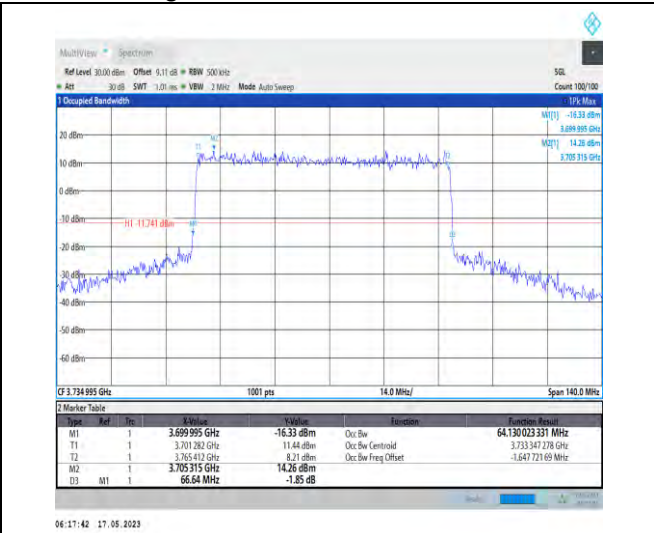 MultiView Spectrum
Ref Level 30.00 dBm Offset 9.11 dB RBW 500 kHz SGL
Att 30 dB SWT 1.01 ms VBW 2 MHz Mode Auto Sweep Count 100/100
1 Occupied Bandwidth 1Pk Max
M1[1] -16.33 dBm
3.699 995 GHz
M2[1] 14.26 dBm
3.705 315 GHz
20 dBm
M2
T1
T2
10 dBm
0 dBm
-10 dBm
H1 -11.741 dBm M1
D3
-20 dBm
-30 dBm
-40 dBm
-50 dBm
-60 dBm
CF 3.734 995 GHz 1001 pts 14.0 MHz/ Span 140.0 MHz
2 Marker Table
Type Ref Trc X-Value Y-Value Function Function Result
M1 1 3.699 995 GHz -16.33 dBm Occ Bw 64.130 023 331 MHz
T1 1 3.701 282 GHz 11.44 dBm Occ Bw Centroid 3.733 347 278 GHz
T2 1 3.765 412 GHz 8.21 dBm Occ Bw Freq Offset -1.647 721 69 MHz
M2 1 3.705 315 GHz 14.26 dBm
D3 M1 1 66.64 MHz -1.85 dB
06:17:42 17.05.2023